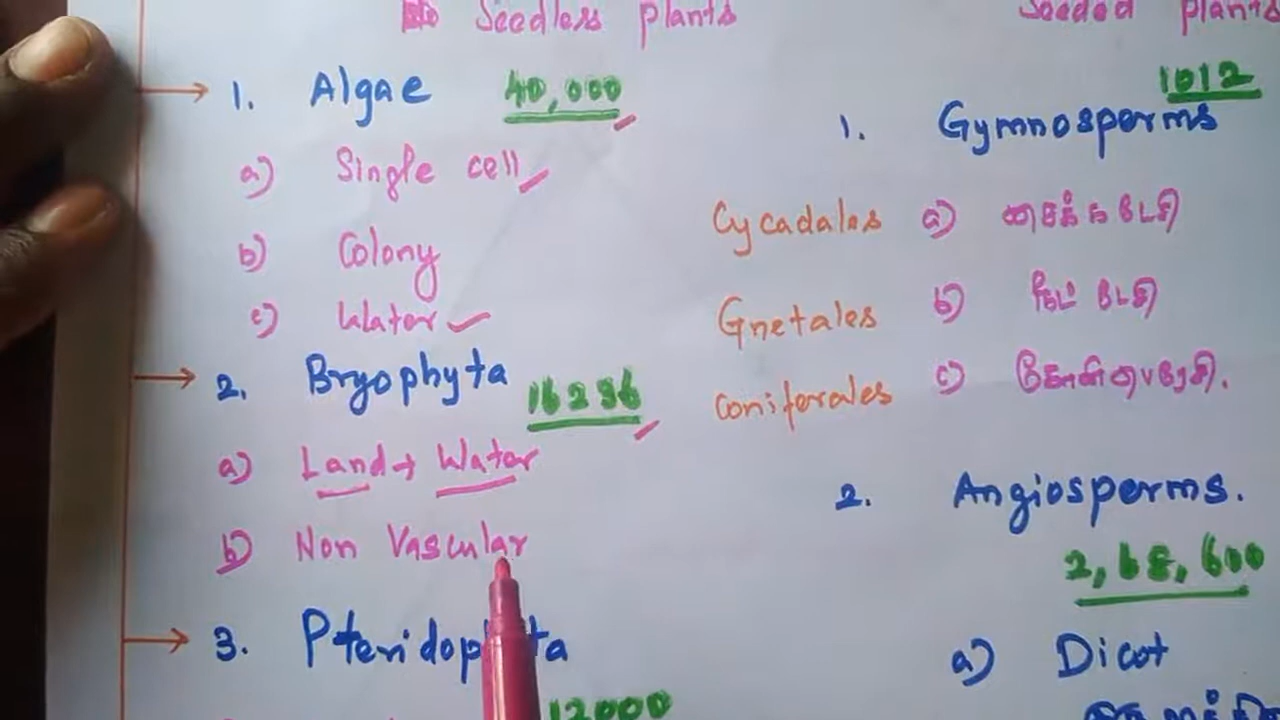 Seedless plants
1. Algae 40,000
a) Single cell
b) Colony
c) Water
2. Bryophyta 16236
a) Land + Water
b) Non Vascular
3. Pteridophyta
12000
Seeded plants
1012
1. Gymnosperms
Cycadales a)
Gnetales b)
Coniferales c)
2. Angiosperms.
2,68,600
a) Dicot